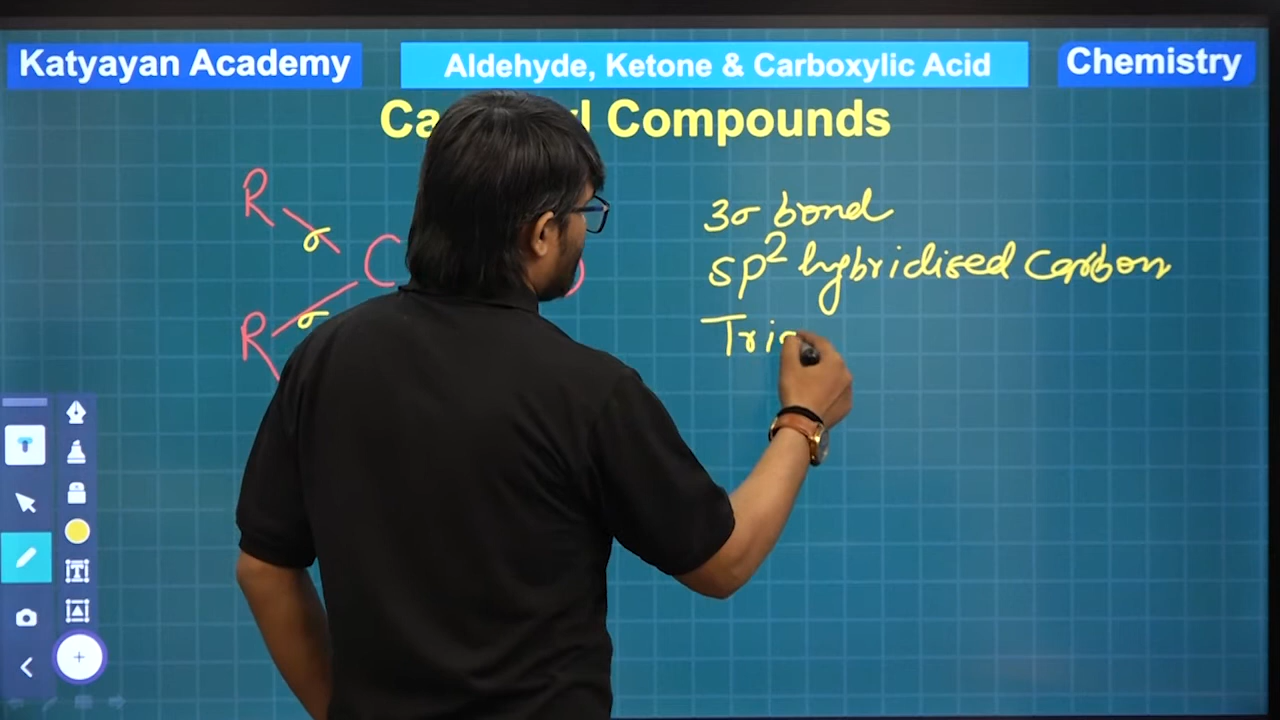 Katyayan Academy
Aldehyde, Ketone & Carboxylic Acid
Chemistry
Compounds
R
σ
C
R
σ
3σ bond
sp² hybridised carbon
Tri